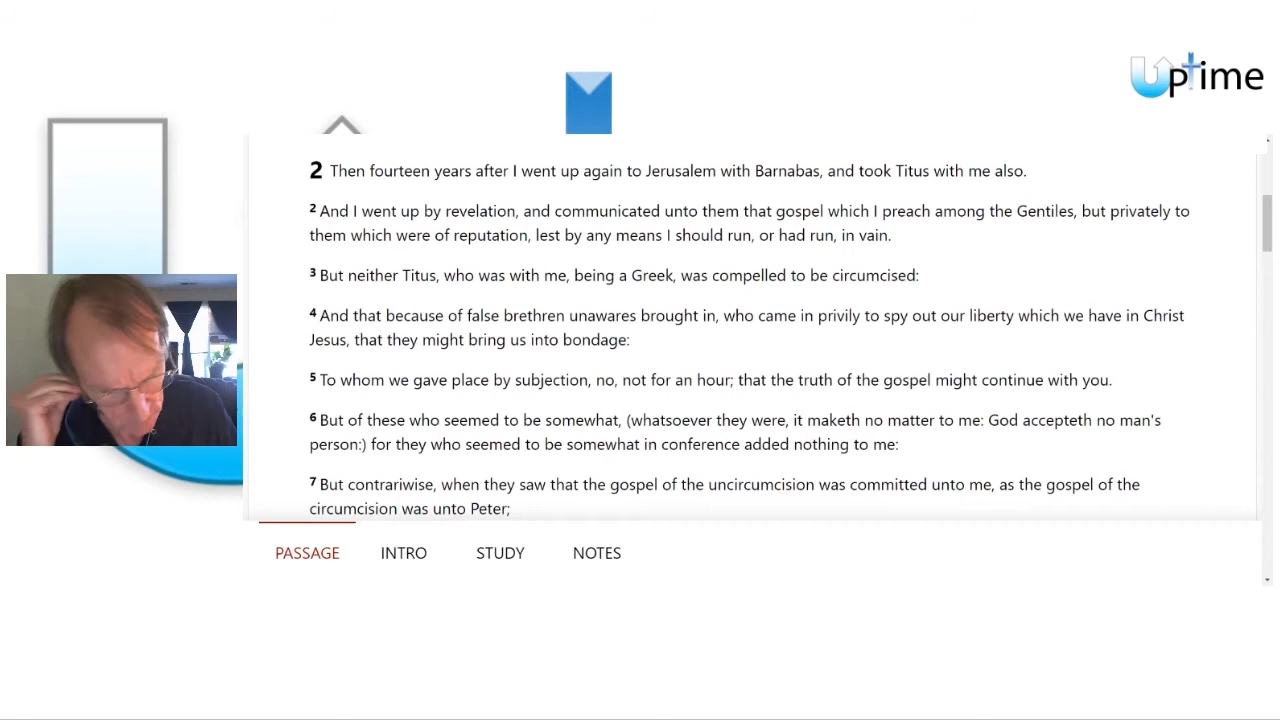 Uptime
2 Then fourteen years after I went up again to Jerusalem with Barnabas, and took Titus with me also.
2 And I went up by revelation, and communicated unto them that gospel which I preach among the Gentiles, but privately to
them which were of reputation, lest by any means I should run, or had run, in vain.
3 But neither Titus, who was with me, being a Greek, was compelled to be circumcised:
4 And that because of false brethren unawares brought in, who came in privily to spy out our liberty which we have in Christ
Jesus, that they might bring us into bondage:
5 To whom we gave place by subjection, no, not for an hour; that the truth of the gospel might continue with you.
6 But of these who seemed to be somewhat, (whatsoever they were, it maketh no matter to me: God accepteth no man's
person:) for they who seemed to be somewhat in conference added nothing to me:
7 But contrariwise, when they saw that the gospel of the uncircumcision was committed unto me, as the gospel of the
circumcision was unto Peter;
PASSAGE INTRO STUDY NOTES